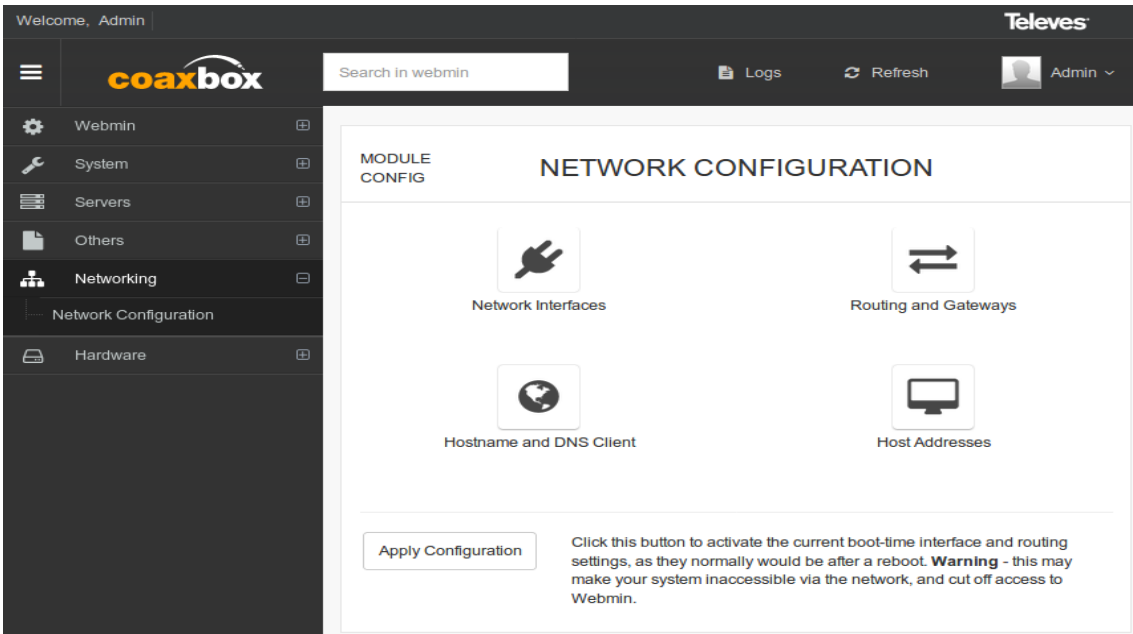 Welcome, Admin
Televes
coaxbox
Search in webmin
Logs
Refresh
Admin
Webmin
System
Servers
Others
Networking
Network Configuration
Hardware
MODULE
CONFIG
NETWORK CONFIGURATION
Network Interfaces
Routing and Gateways
Hostname and DNS Client
Host Addresses
Apply Configuration
Click this button to activate the current boot-time interface and routing
settings, as they normally would be after a reboot. Warning - this may
make your system inaccessible via the network, and cut off access to
Webmin.